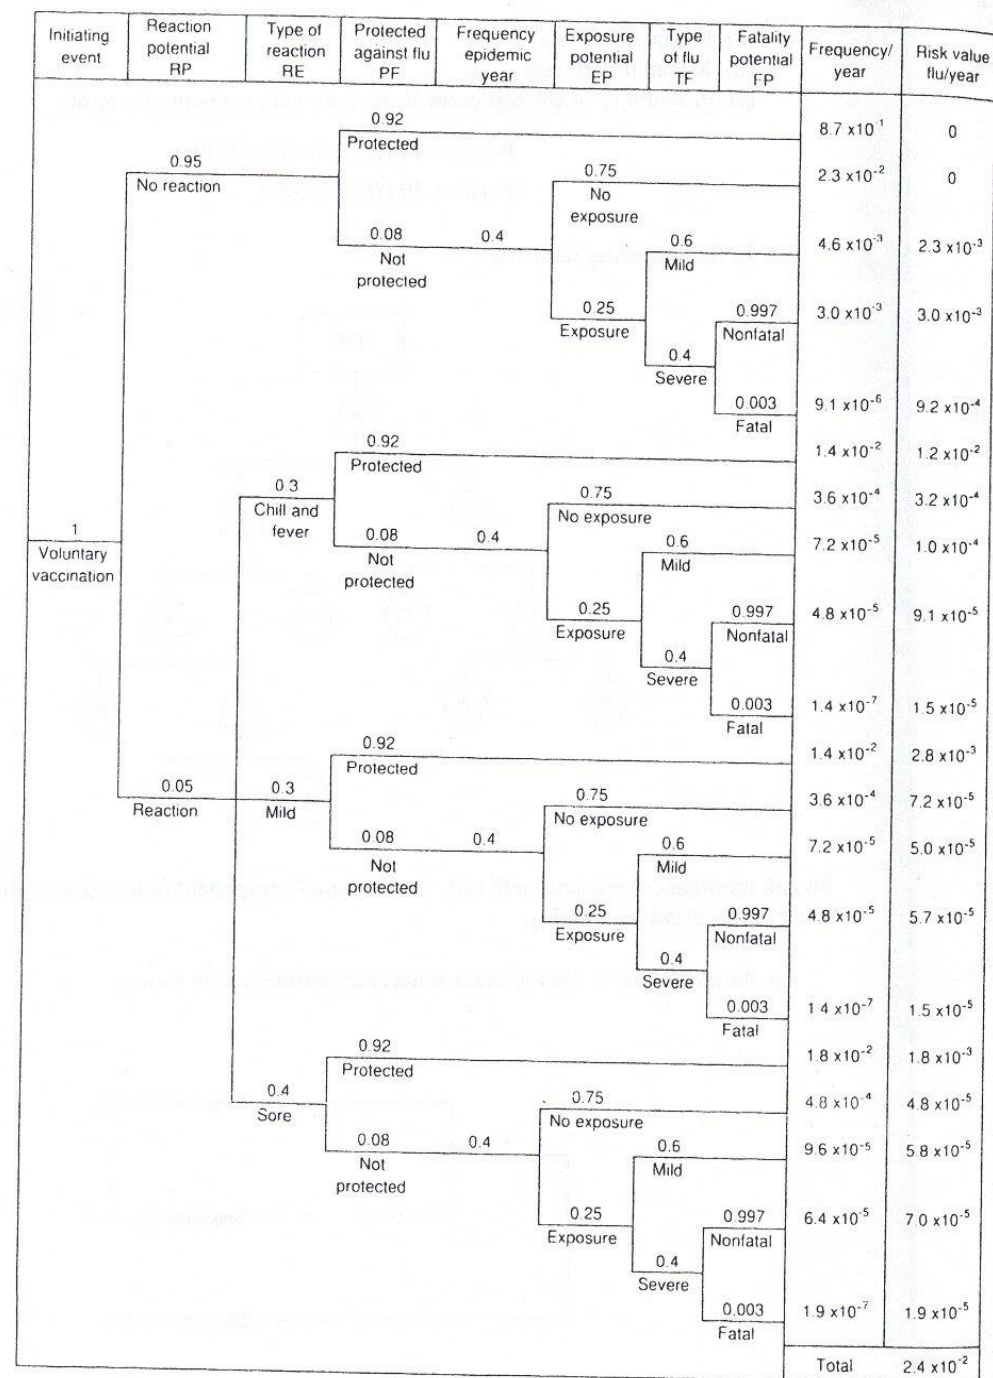 Initiating event
Reaction potential RP
Type of reaction RE
Protected against flu PF
Frequency epidemic year
Exposure potential EP
Type of flu TF
Fatality potential FP
Frequency/ year
Risk value flu/year
0.92
Protected
8.7 x10⁻¹ 0
0.95
No reaction
0.75
No exposure
2.3 x10⁻² 0
0.08 0.4
Not protected
0.6
Mild
4.6 x10⁻³ 2.3 x10⁻³
0.25
Exposure
0.997
Nonfatal
3.0 x10⁻³ 3.0 x10⁻³
0.4
Severe
0.003
Fatal
9.1 x10⁻⁶ 9.2 x10⁻⁴
0.92
Protected
1.4 x10⁻² 1.2 x10⁻²
0.3
Chill and fever
0.75
No exposure
3.6 x10⁻⁴ 3.2 x10⁻⁴
1
Voluntary vaccination
0.08 0.4
Not protected
0.6
Mild
7.2 x10⁻⁵ 1.0 x10⁻⁴
0.25
Exposure
0.997
Nonfatal
4.8 x10⁻⁵ 9.1 x10⁻⁵
0.4
Severe
0.003
Fatal
1.4 x10⁻⁷ 1.5 x10⁻⁵
0.92
Protected
1.4 x10⁻² 2.8 x10⁻³
0.05
Reaction
0.3
Mild
0.75
No exposure
3.6 x10⁻⁴ 7.2 x10⁻⁵
0.08 0.4
Not protected
0.6
Mild
7.2 x10⁻⁵ 5.0 x10⁻⁵
0.25
Exposure
0.997
Nonfatal
4.8 x10⁻⁵ 5.7 x10⁻⁵
0.4
Severe
0.003
Fatal
1 4 x10⁻⁷ 1.5 x10⁻⁵
0.92
Protected
1.8 x10⁻² 1.8 x10⁻³
0.4
Sore
0.75
No exposure
4.8 x10⁻⁴ 4.8 x10⁻⁵
0.08 0.4
Not protected
0.6
Mild
9.6 x10⁻⁵ 5 8 x10⁻⁵
0.25
Exposure
0.997
Nonfatal
6.4 x10⁻⁵ 7.0 x10⁻⁵
0.4
Severe
0.003
Fatal
1.9 x10⁻⁷ 1.9 x10⁻⁵
Total 2.4 x10⁻²